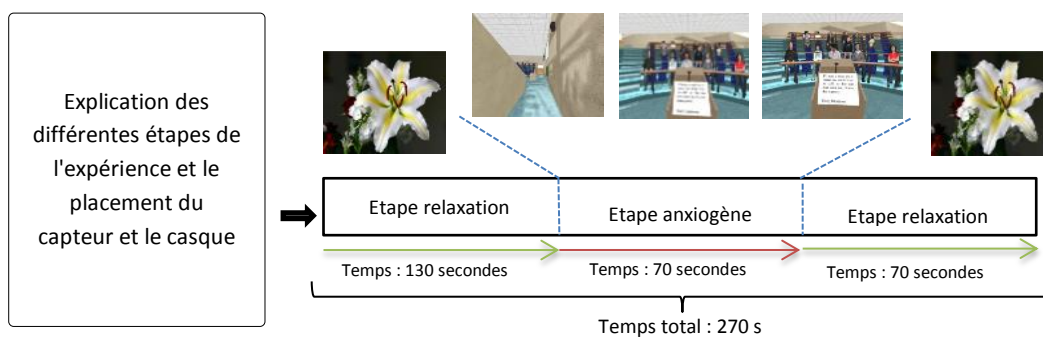 Explication des
différentes étapes de
l'expérience et le
placement du
capteur et le casque
Etape relaxation
Etape anxiogène
Etape relaxation
Temps : 130 secondes
Temps : 70 secondes
Temps : 70 secondes
Temps total : 270 s